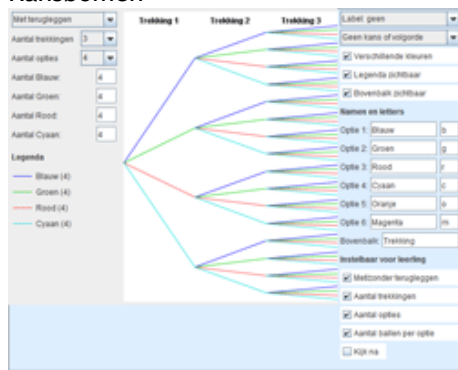 Kansbomen
Met terugleggen
Aantal trekkingen 3
Aantal opties 4
Aantal Blauw: 4
Aantal Groen: 4
Aantal Rood: 4
Aantal Cyaan: 4
Legenda
Blauw (4)
Groen (4)
Rood (4)
Cyaan (4)
Trekking 1 Trekking 2 Trekking 3
Label: geen
Geen kans of volgorde
Verschillende kleuren
Legenda zichtbaar
Bovenbalk zichtbaar
Namen en letters
Optie 1: Blauw b
Optie 2: Groen g
Optie 3: Rood r
Optie 4: Cyaan c
Optie 5: Oranje o
Optie 6: Magenta m
Bovenbalk: Trekking
Instelbaar voor leerling
Met/zonder terugleggen
Aantal trekkingen
Aantal opties
Aantal ballen per optie
Kijk na